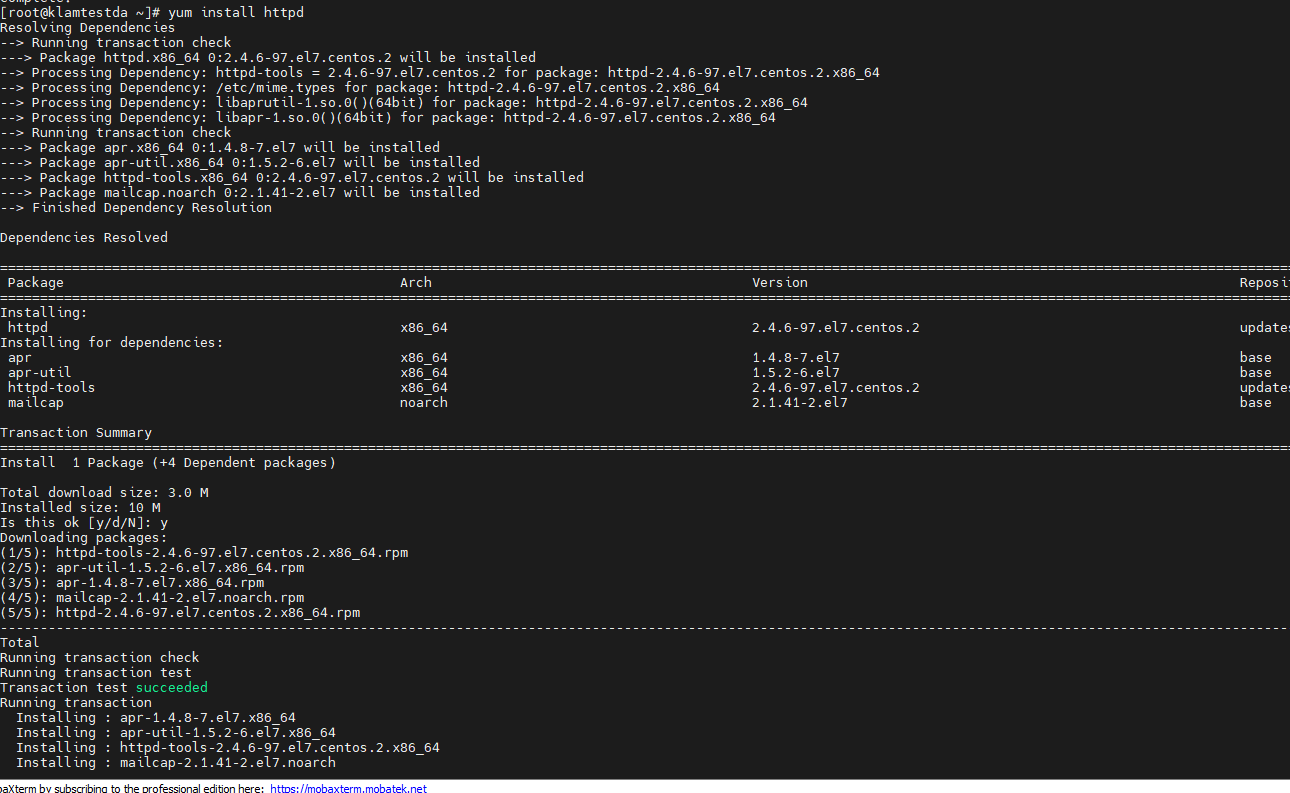 complete.
[root@klamtestda ~]# yum install httpd
Resolving Dependencies
--> Running transaction check
---> Package httpd.x86_64 0:2.4.6-97.el7.centos.2 will be installed
--> Processing Dependency: httpd-tools = 2.4.6-97.el7.centos.2 for package: httpd-2.4.6-97.el7.centos.2.x86_64
--> Processing Dependency: /etc/mime.types for package: httpd-2.4.6-97.el7.centos.2.x86_64
--> Processing Dependency: libaprutil-1.so.0()(64bit) for package: httpd-2.4.6-97.el7.centos.2.x86_64
--> Processing Dependency: libapr-1.so.0()(64bit) for package: httpd-2.4.6-97.el7.centos.2.x86_64
--> Running transaction check
---> Package apr.x86_64 0:1.4.8-7.el7 will be installed
---> Package apr-util.x86_64 0:1.5.2-6.el7 will be installed
---> Package httpd-tools.x86_64 0:2.4.6-97.el7.centos.2 will be installed
---> Package mailcap.noarch 0:2.1.41-2.el7 will be installed
--> Finished Dependency Resolution
Dependencies Resolved
Package Arch Version Reposi
Installing:
httpd x86_64 2.4.6-97.el7.centos.2 updates
Installing for dependencies:
apr x86_64 1.4.8-7.el7 base
apr-util x86_64 1.5.2-6.el7 base
httpd-tools x86_64 2.4.6-97.el7.centos.2 updates
mailcap noarch 2.1.41-2.el7 base
Transaction Summary
Install 1 Package (+4 Dependent packages)
Total download size: 3.0 M
Installed size: 10 M
Is this ok [y/d/N]: y
Downloading packages:
(1/5): httpd-tools-2.4.6-97.el7.centos.2.x86_64.rpm
(2/5): apr-util-1.5.2-6.el7.x86_64.rpm
(3/5): apr-1.4.8-7.el7.x86_64.rpm
(4/5): mailcap-2.1.41-2.el7.noarch.rpm
(5/5): httpd-2.4.6-97.el7.centos.2.x86_64.rpm
Total
Running transaction check
Running transaction test
Transaction test succeeded
Running transaction
Installing : apr-1.4.8-7.el7.x86_64
Installing : apr-util-1.5.2-6.el7.x86_64
Installing : httpd-tools-2.4.6-97.el7.centos.2.x86_64
Installing : mailcap-2.1.41-2.el7.noarch
baXterm by subscribing to the professional edition here: https://mobaxterm.mobatek.net